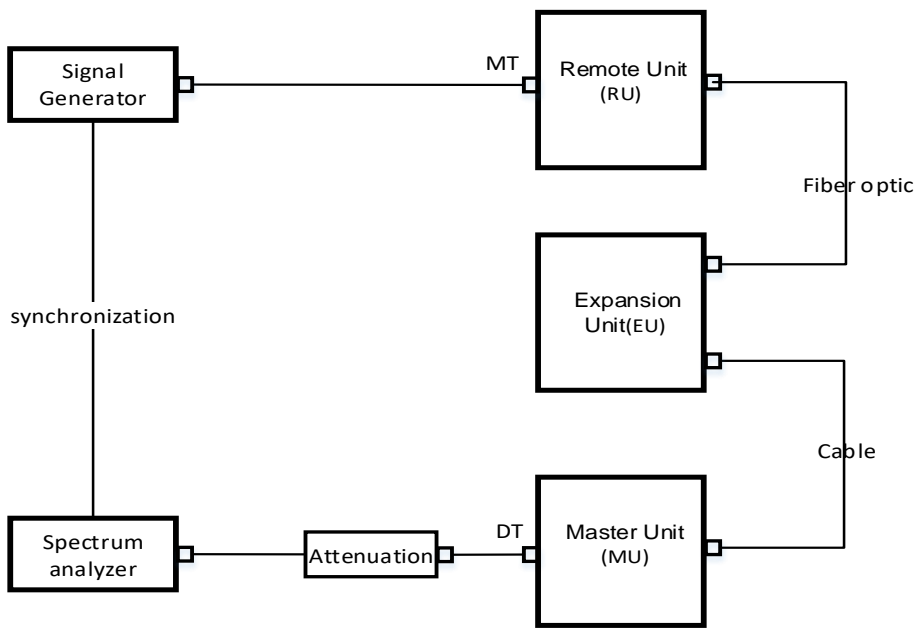 Signal
Generator
MT
Remote Unit
(RU)
Fiber optic
Expansion
Unit(EU)
synchronization
Cable
Spectrum
analyzer
Attenuation
DT
Master Unit
(MU)